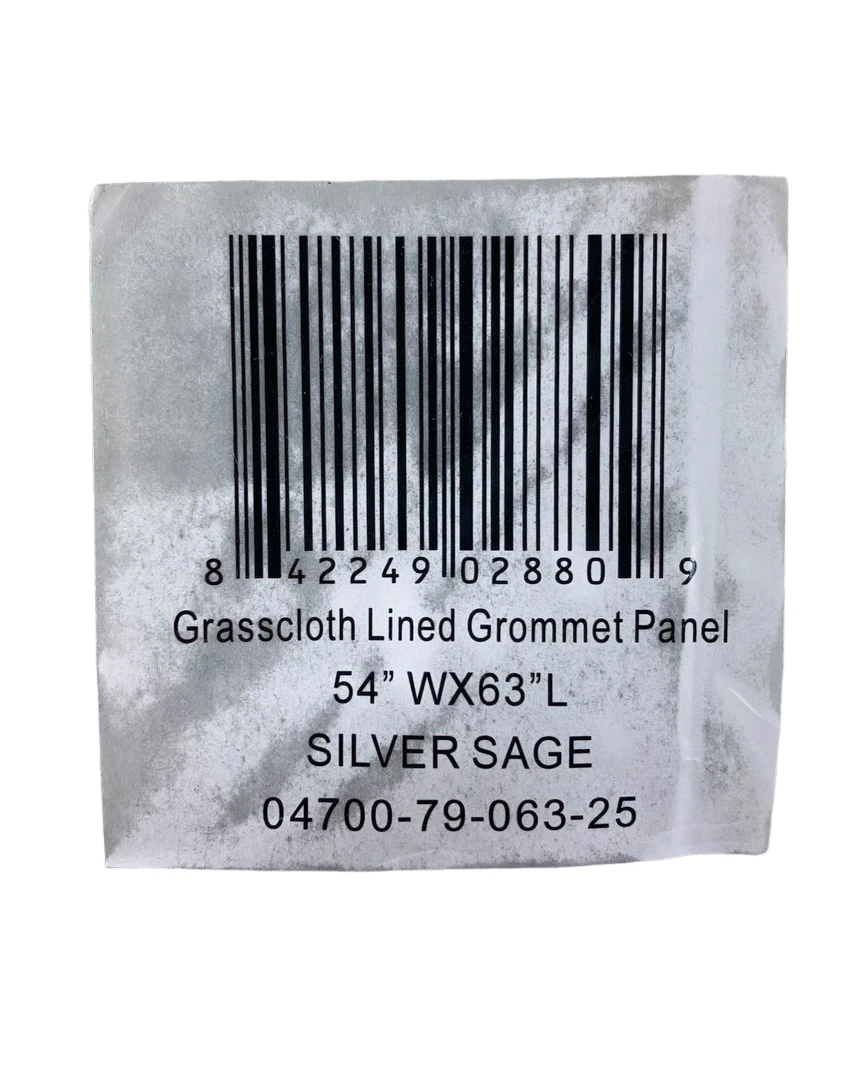 8 42249 02880 9
Grasscloth Lined Grommet Panel
54” WX63”L
SILVER SAGE
04700-79-063-25